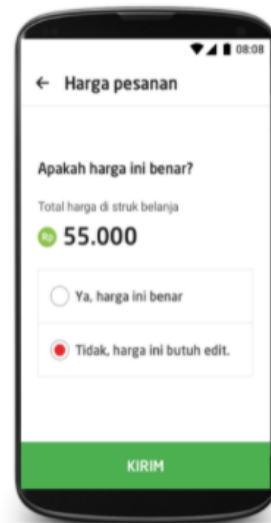 08:08
← Harga pesanan
Apakah harga ini benar?
Total harga di struk belanja
Rp 55.000
Ya, harga ini benar
Tidak, harga ini butuh edit.
KIRIM